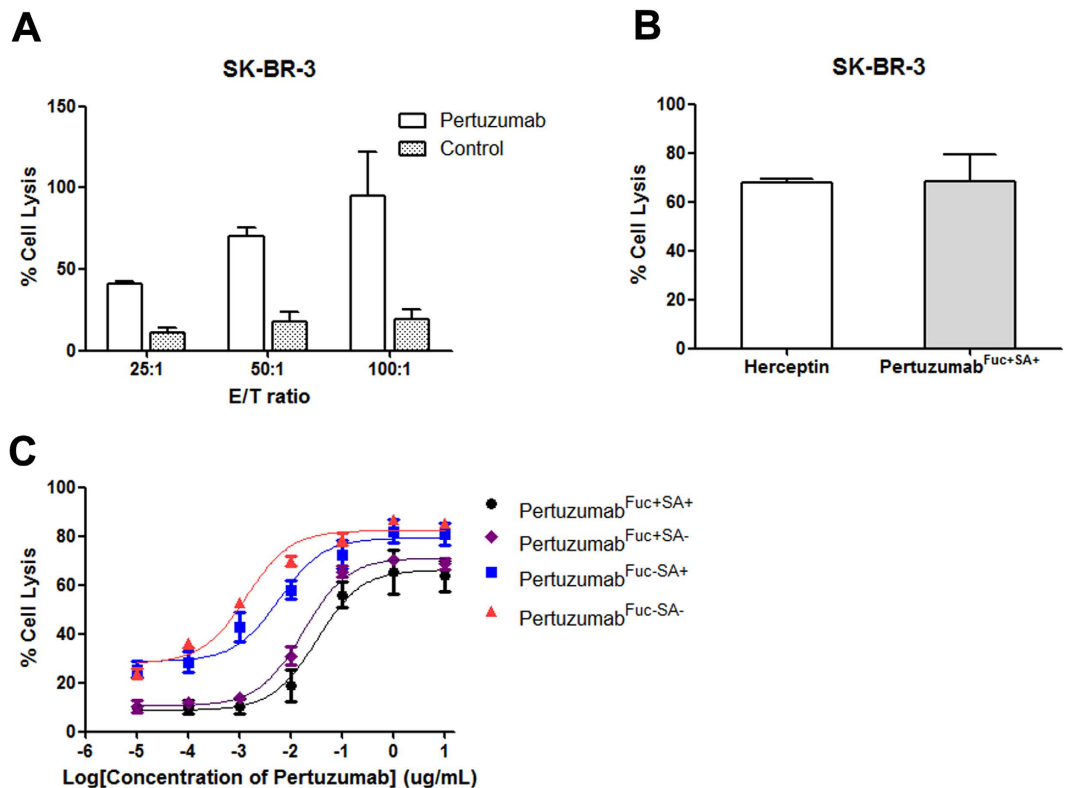 A
SK-BR-3
% Cell Lysis
150
100
50
0
Pertuzumab
Control
25:1
50:1
100:1
E/T ratio
B
SK-BR-3
% Cell Lysis
100
80
60
40
20
0
Herceptin
Pertuzumab^Fuc+SA+
C
% Cell Lysis
100
80
60
40
20
0
-6
-5
-4
-3
-2
-1
0
1
Log[Concentration of Pertuzumab] (ug/mL)
Pertuzumab^Fuc+SA+
Pertuzumab^Fuc+SA-
Pertuzumab^Fuc-SA+
Pertuzumab^Fuc-SA-